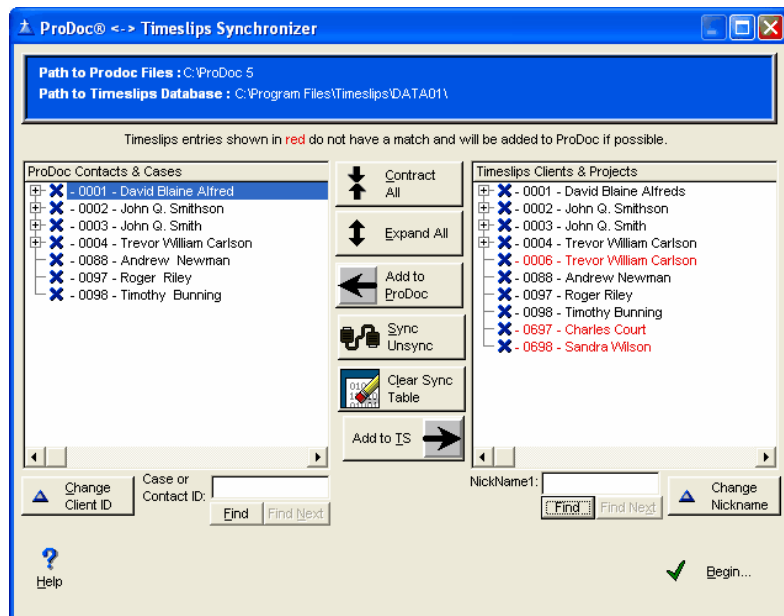 ProDoc® <-> Timeslips Synchronizer
Path to Prodoc Files : C:\ProDoc 5
Path to Timeslips Database : C:\Program Files\Timeslips\DATA01\
Timeslips entries shown in red do not have a match and will be added to ProDoc if possible.
ProDoc Contacts & Cases
- 0001 - David Blaine Alfred
- 0002 - John Q. Smithson
- 0003 - John Q. Smith
- 0004 - Trevor William Carlson
- 0088 - Andrew  Newman
- 0097 - Roger  Riley
- 0098 - Timothy  Bunning
Contract
All
Expand All
Add to
ProDoc
Sync
Unsync
Clear Sync
Table
Add to TS
Timeslips Clients & Projects
- 0001 - David Blaine Alfreds
- 0002 - John Q. Smithson
- 0003 - John Q. Smith
- 0004 - Trevor William Carlson
- 0006 - Trevor William Carlson
- 0088 - Andrew Newman
- 0097 - Roger Riley
- 0098 - Timothy Bunning
- 0697 - Charles Court
- 0698 - Sandra Wilson
Change
Client ID
Case or
Contact ID:
Find
Find Next
NickName1:
Find
Find Next
Change
Nickname
Help
Begin...